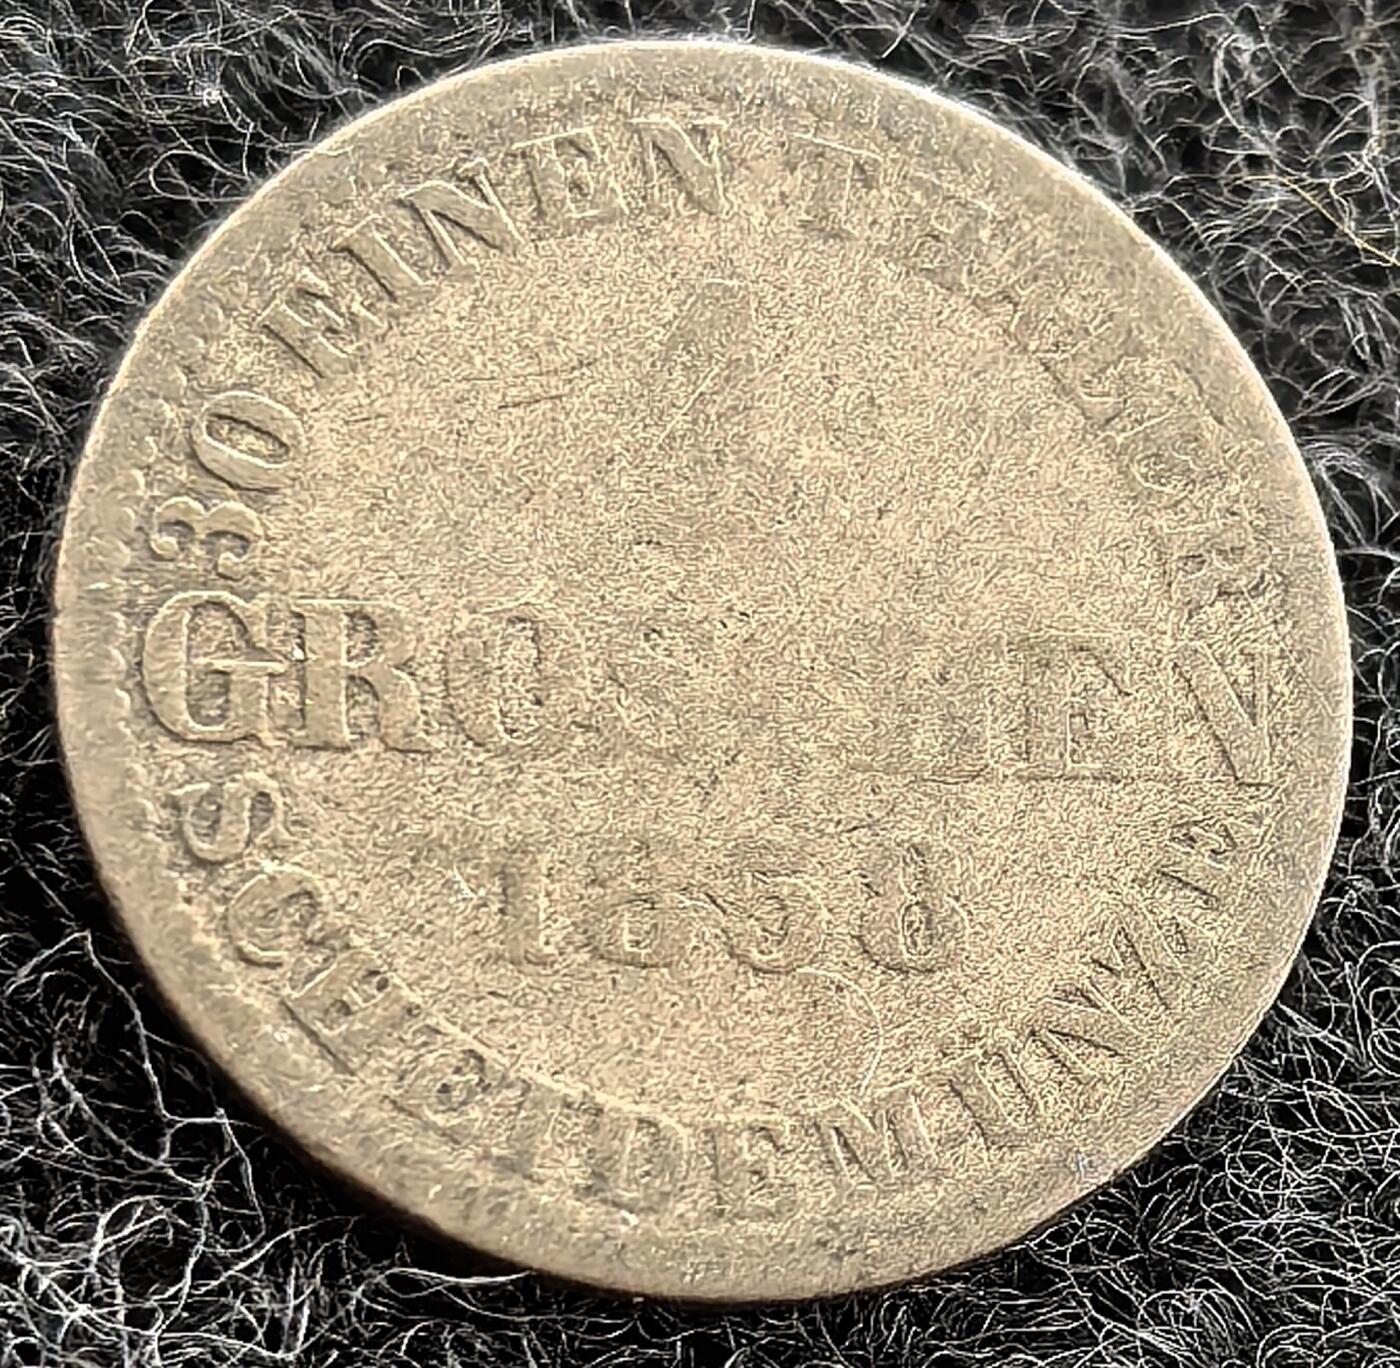 30 EINEN THALER
1
GROSCHEN
1858
SCHEIDEMÜNZE